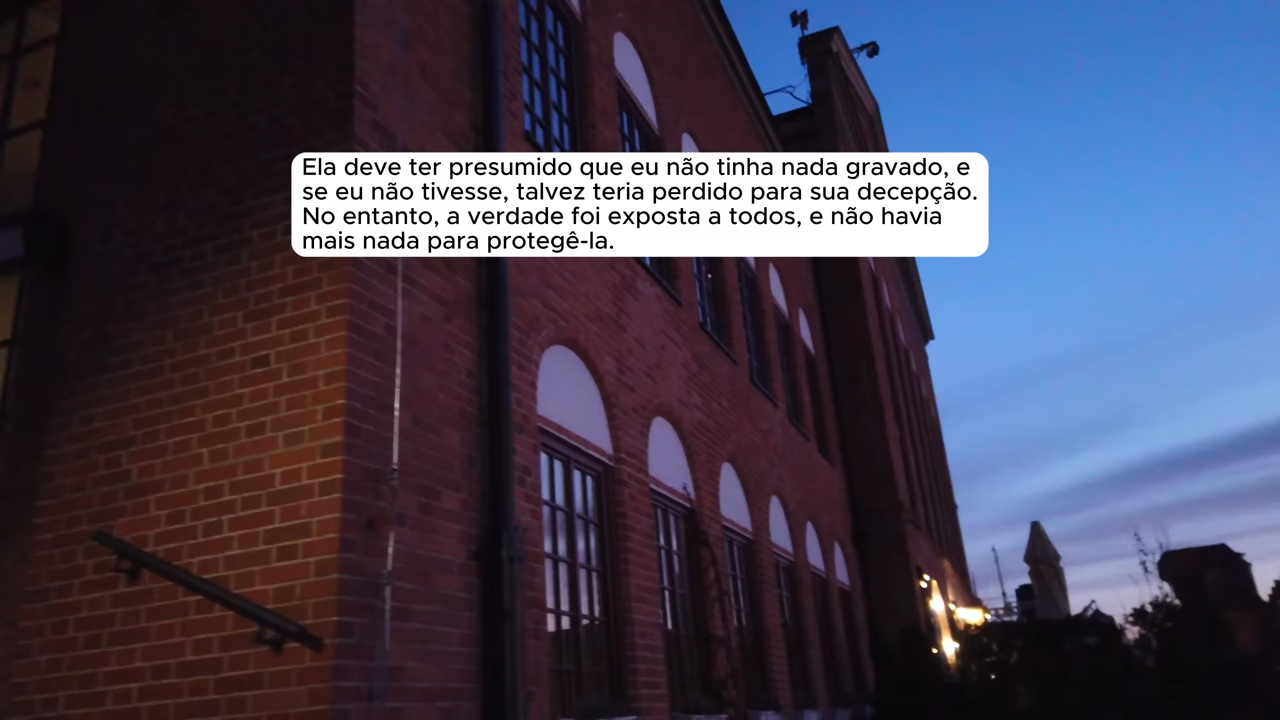 Ela deve ter presumido que eu não tinha nada gravado, e
se eu não tivesse, talvez teria perdido para sua decepção.
No entanto, a verdade foi exposta a todos, e não havia
mais nada para protegê-la.